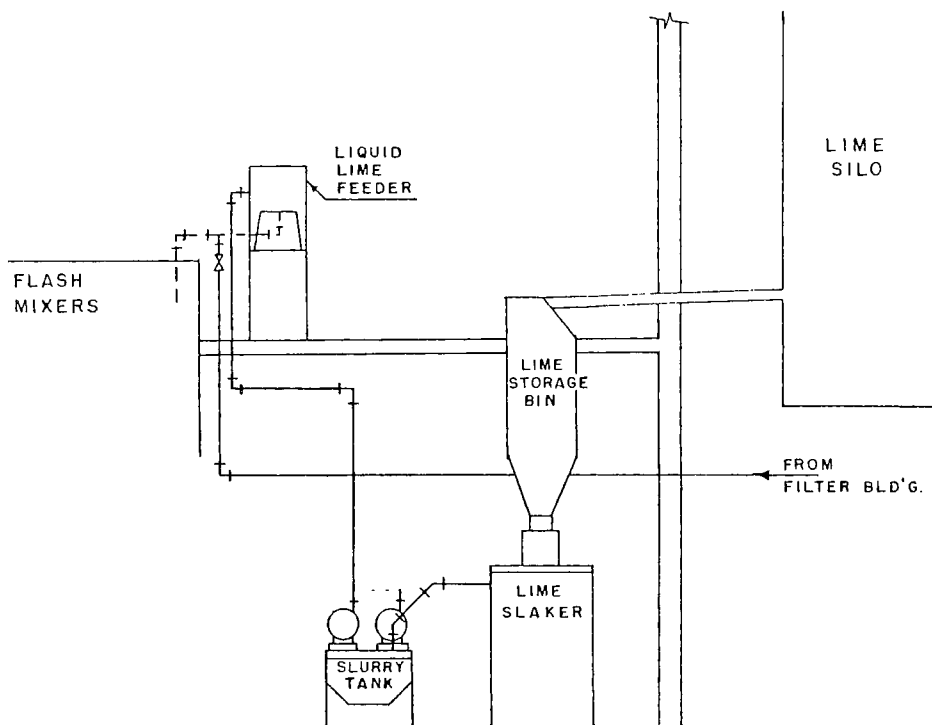 LIQUID
LIME
FEEDER
LIME
SILO
FLASH
MIXERS
LIME
STORAGE
BIN
FROM
FILTER BLD'G.
LIME
SLAKER
SLURRY
TANK